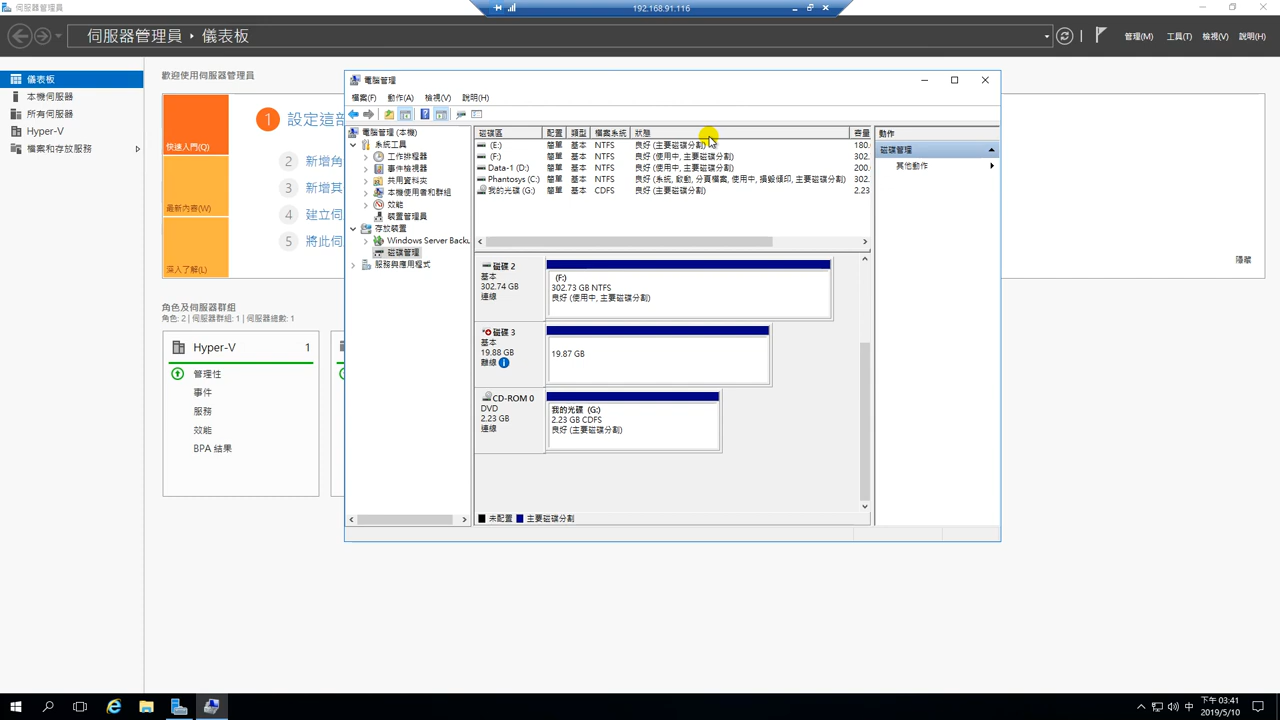 伺服器管理員
192.168.91.116
伺服器管理員 ‣ 儀表板
管理(M) 工具(T) 檢視(V) 說明(H)
儀表板
本機伺服器
所有伺服器
Hyper-V
檔案和存放服務
歡迎使用伺服器管理員
快速入門(Q)
最新內容(W)
深入了解(L)
1 設定這部
2 新增角
3 新增其
4 建立伺
5 將此伺
隱藏
角色及伺服器群組
角色: 2 | 伺服器群組: 1 | 伺服器總數: 1
Hyper-V 1
管理性
事件
服務
效能
BPA 結果
電腦管理
檔案(F) 動作(A) 檢視(V) 說明(H)
電腦管理 (本機)
系統工具
工作排程器
事件檢視器
共用資料夾
本機使用者和群組
效能
裝置管理員
存放裝置
Windows Server Backu
磁碟管理
服務與應用程式
磁碟區 配置 類型 檔案系統 狀態 容量
(E:) 簡單 基本 NTFS 良好 (主要磁碟分割) 180.
(F:) 簡單 基本 NTFS 良好 (使用中, 主要磁碟分割) 302.
Data-1 (D:) 簡單 基本 NTFS 良好 (使用中, 主要磁碟分割) 200.
Phantosys (C:) 簡單 基本 NTFS 良好 (系統, 啟動, 分頁檔案, 使用中, 損毀傾印, 主要磁碟分割) 302.
我的光碟 (G:) 簡單 基本 CDFS 良好 (主要磁碟分割) 2.23
磁碟 2
基本
302.74 GB
連線
(F:)
302.73 GB NTFS
良好 (使用中, 主要磁碟分割)
磁碟 3
基本
19.88 GB
離線
19.87 GB
CD-ROM 0
DVD
2.23 GB
連線
我的光碟 (G:)
2.23 GB CDFS
良好 (主要磁碟分割)
未配置 主要磁碟分割
動作
磁碟管理
其他動作
中
下午 03:41
2019/5/10